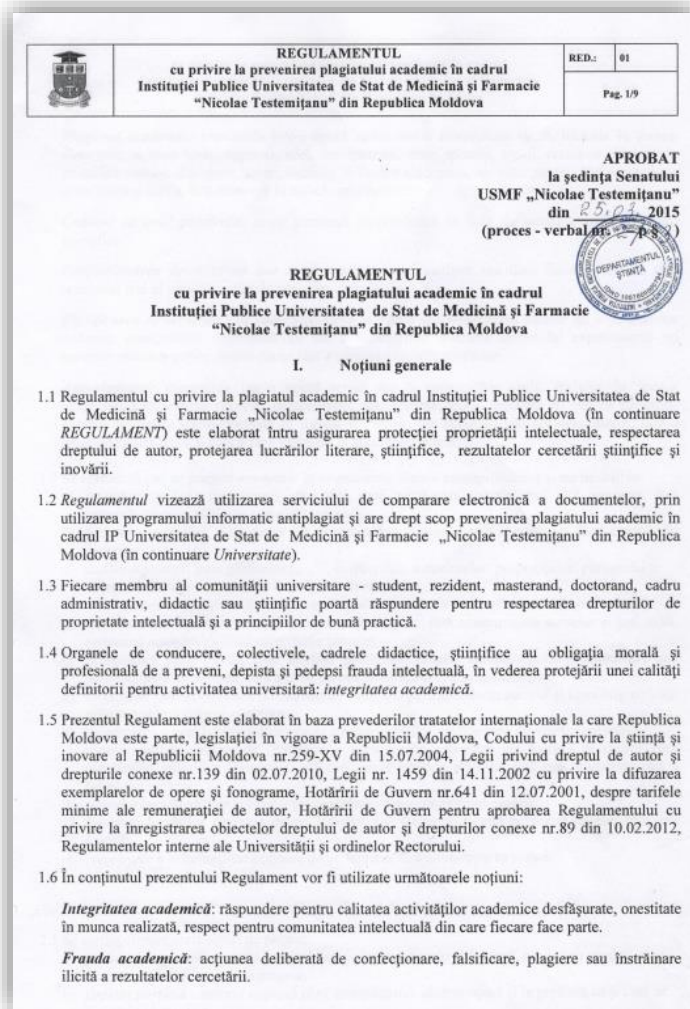 REGULAMENTUL
cu privire la prevenirea plagiatului academic în cadrul
Instituției Publice Universitatea de Stat de Medicină și Farmacie
“Nicolae Testemițanu” din Republica Moldova
RED.: 01
Pag. 1/9
APROBAT
la ședința Senatului
USMF „Nicolae Testemițanu”
din 25.03. 2015
(proces - verbal nr. p §)
DEPARTAMENTUL
ȘTIINȚĂ
REGULAMENTUL
cu privire la prevenirea plagiatului academic în cadrul
Instituției Publice Universitatea de Stat de Medicină și Farmacie
“Nicolae Testemițanu” din Republica Moldova
I. Noțiuni generale
1.1 Regulamentul cu privire la plagiatul academic în cadrul Instituției Publice Universitatea de Stat
de Medicină și Farmacie „Nicolae Testemițanu” din Republica Moldova (în continuare
REGULAMENT) este elaborat întru asigurarea protecției proprietății intelectuale, respectarea
dreptului de autor, protejarea lucrărilor literare, științifice, rezultatelor cercetării științifice și
inovării.
1.2 Regulamentul vizează utilizarea serviciului de comparare electronică a documentelor, prin
utilizarea programului informatic antiplagiat și are drept scop prevenirea plagiatului academic în
cadrul IP Universitatea de Stat de Medicină și Farmacie „Nicolae Testemițanu” din Republica
Moldova (în continuare Universitate).
1.3 Fiecare membru al comunității universitare - student, rezident, masterand, doctorand, cadru
administrativ, didactic sau științific poartă răspundere pentru respectarea drepturilor de
proprietate intelectuală și a principiilor de bună practică.
1.4 Organele de conducere, colectivele, cadrele didactice, științifice au obligația morală și
profesională de a preveni, depista și pedepsi frauda intelectuală, în vederea protejării unei calități
definitorii pentru activitatea universitară: integritatea academică.
1.5 Prezentul Regulament este elaborat în baza prevederilor tratatelor internaționale la care Republica
Moldova este parte, legislației în vigoare a Republicii Moldova, Codului cu privire la știință și
inovare al Republicii Moldova nr.259-XV din 15.07.2004, Legii privind dreptul de autor și
drepturile conexe nr.139 din 02.07.2010, Legii nr. 1459 din 14.11.2002 cu privire la difuzarea
exemplarelor de opere și fonograme, Hotărîrii de Guvern nr.641 din 12.07.2001, despre tarifele
minime ale remunerației de autor, Hotărîrii de Guvern pentru aprobarea Regulamentului cu
privire la înregistrarea obiectelor dreptului de autor și drepturilor conexe nr.89 din 10.02.2012,
Regulamentelor interne ale Universității și ordinelor Rectorului.
1.6 În conținutul prezentului Regulament vor fi utilizate următoarele noțiuni:
Integritatea academică: răspundere pentru calitatea activităților academice desfășurate, onestitate
în munca realizată, respect pentru comunitatea intelectuală din care fiecare face parte.
Frauda academică: acțiunea deliberată de confecționare, falsificare, plagiere sau înstrăinare
ilicită a rezultatelor cercetării.